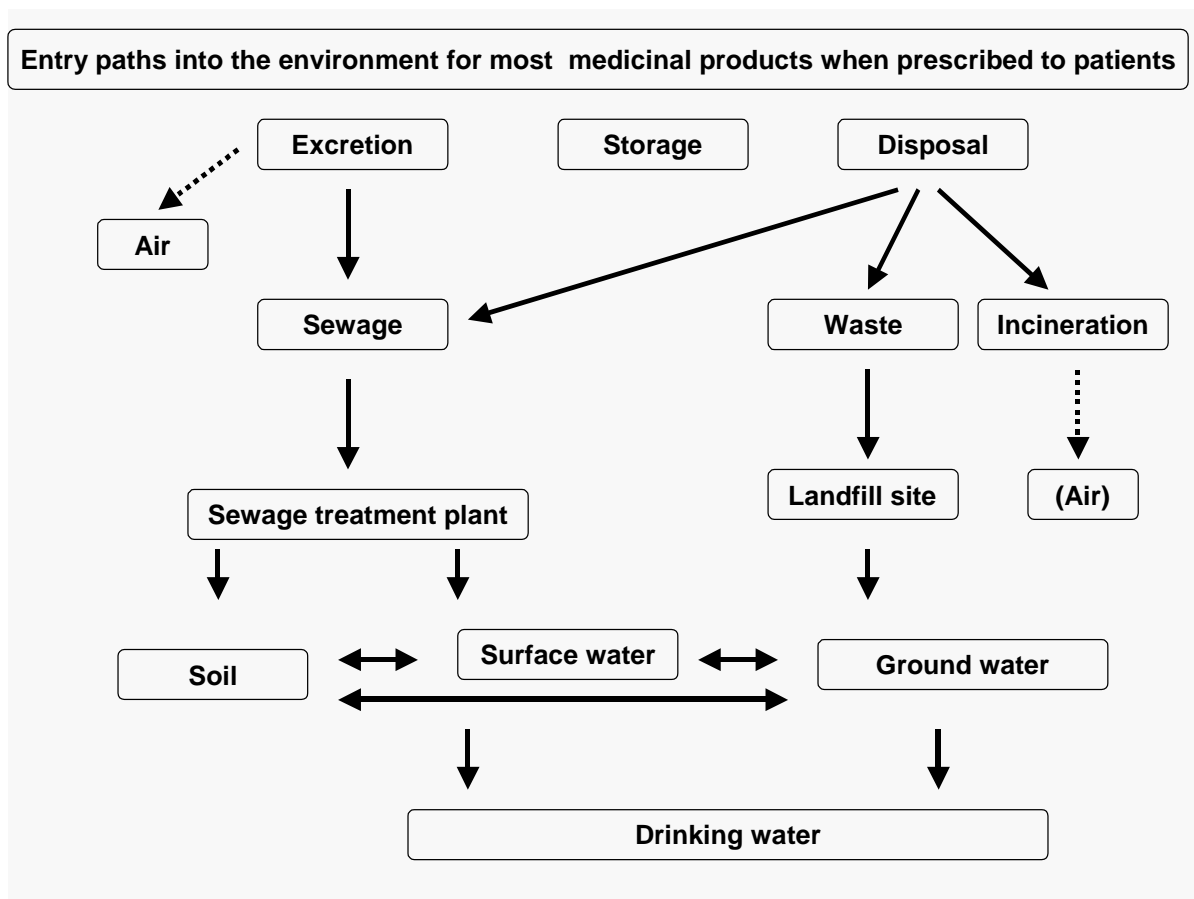 Entry paths into the environment for most  medicinal products when prescribed to patients
Excretion
Storage
Disposal
Air
Sewage
Waste
Incineration
Sewage treatment plant
Landfill site
(Air)
Soil
Surface water
Ground water
Drinking water